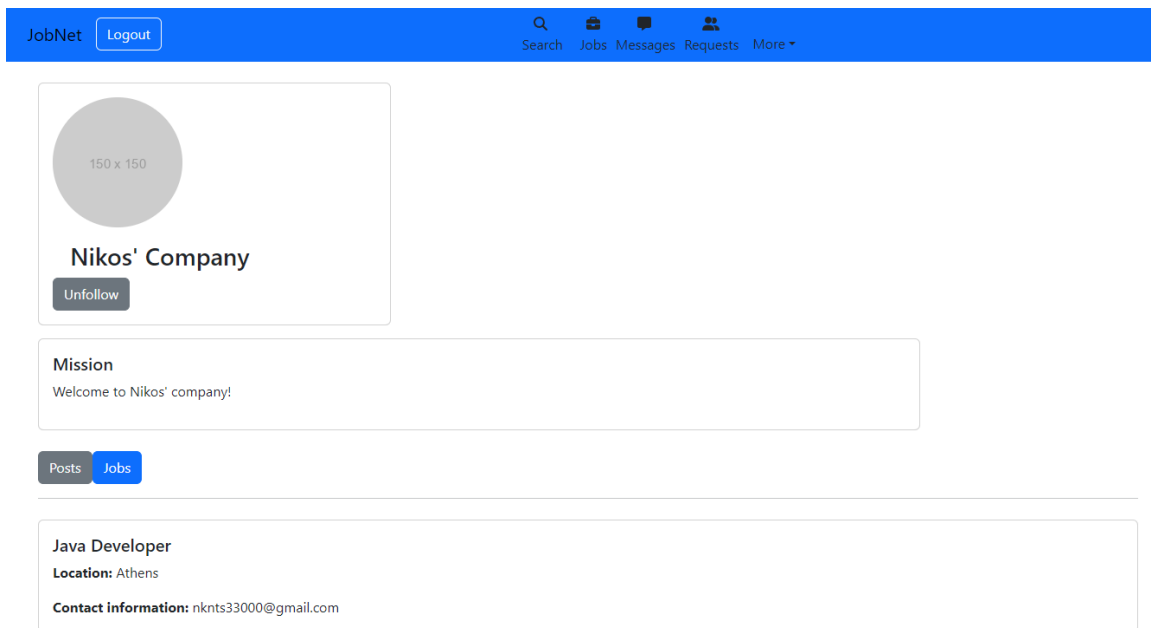 JobNet Logout Search Jobs Messages Requests More
150 x 150
Nikos' Company
Unfollow
Mission
Welcome to Nikos' company!
Posts Jobs
Java Developer
Location: Athens
Contact information: nknts33000@gmail.com